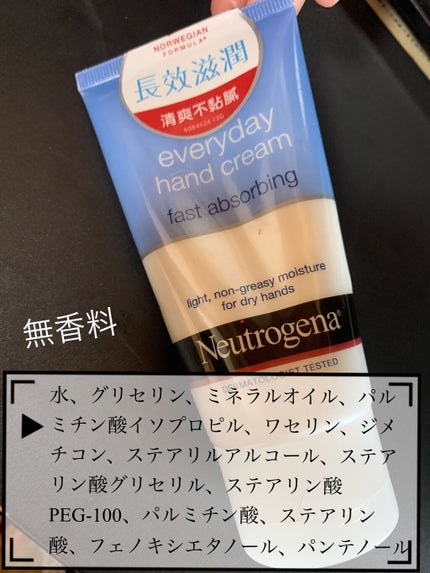 NORWEGIAN
FORMULA®
長效滋潤
清爽不黏膩
everyday
hand cream
fast absorbing
light, non-greasy moisture
for dry hands
Neutrogena®
DERMATOLOGIST TESTED
無香料
水、グリセリン、ミネラルオイル、パル
ミチン酸イソプロピル、ワセリン、ジメ
チコン、ステアリルアルコール、ステア
リン酸グリセリル、ステアリン酸
PEG-100、パルミチン酸、ステアリン
酸、フェノキシエタノール、パンテノール